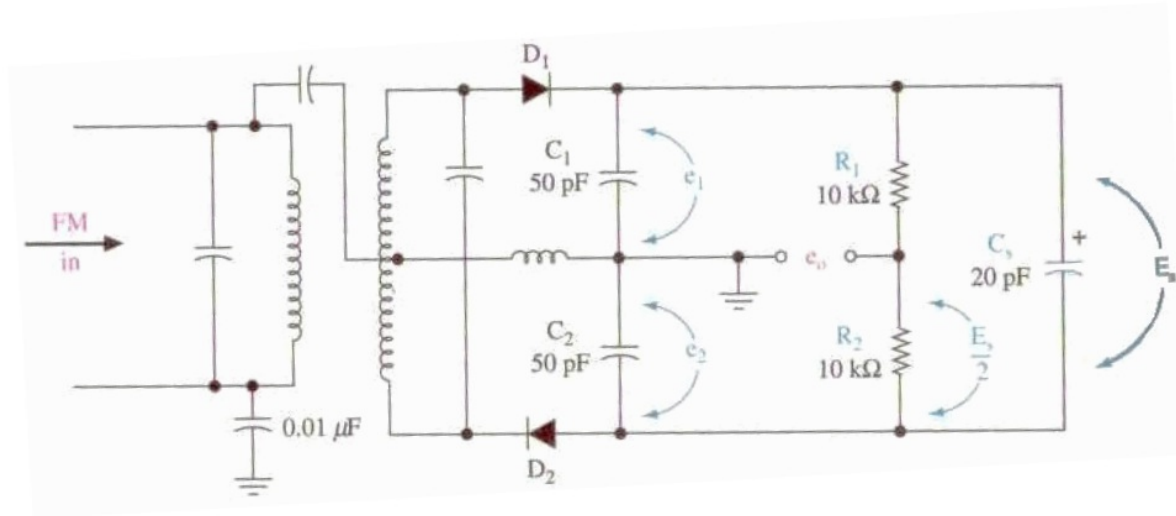 D1
FM
in
C1
50 pF
e1
R1
10 kΩ
eo
Cs
20 pF
+
Es
C2
50 pF
e2
R2
10 kΩ
Es
2
0.01 μF
D2